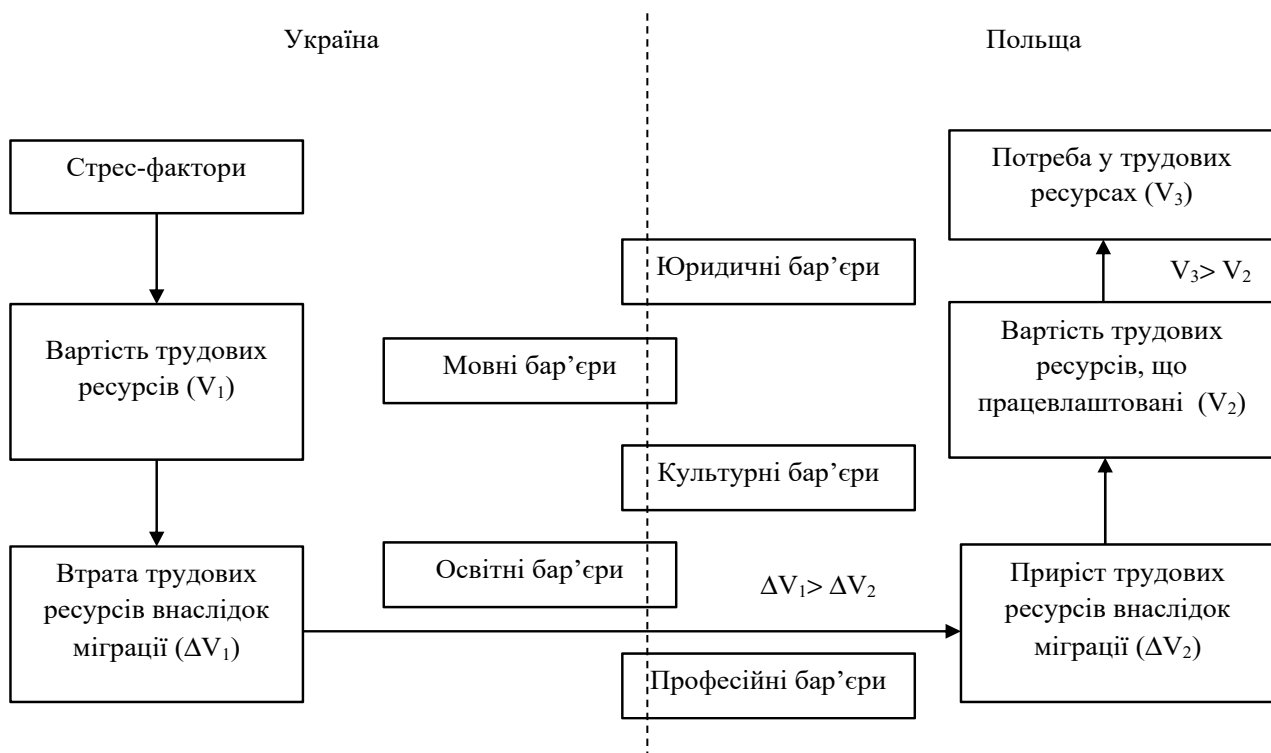 Україна
Польща
Стрес-фактори
Потреба у трудових
ресурсах (V₃)
Юридичні бар’єри
V₃> V₂
Вартість трудових
ресурсів (V₁)
Мовні бар’єри
Вартість трудових
ресурсів, що
працевлаштовані (V₂)
Культурні бар’єри
Втрата трудових
ресурсів внаслідок
міграції (ΔV₁)
Освітні бар’єри
ΔV₁> ΔV₂
Приріст трудових
ресурсів внаслідок
міграції (ΔV₂)
Професійні бар’єри